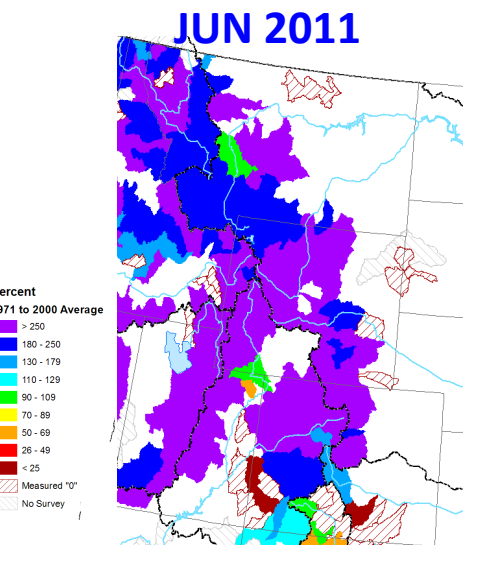 JUN 2011
ercent
971 to 2000 Average
> 250
180 - 250
130 - 179
110 - 129
90 - 109
70 - 89
50 - 69
26 - 49
< 25
Measured "0"
No Survey